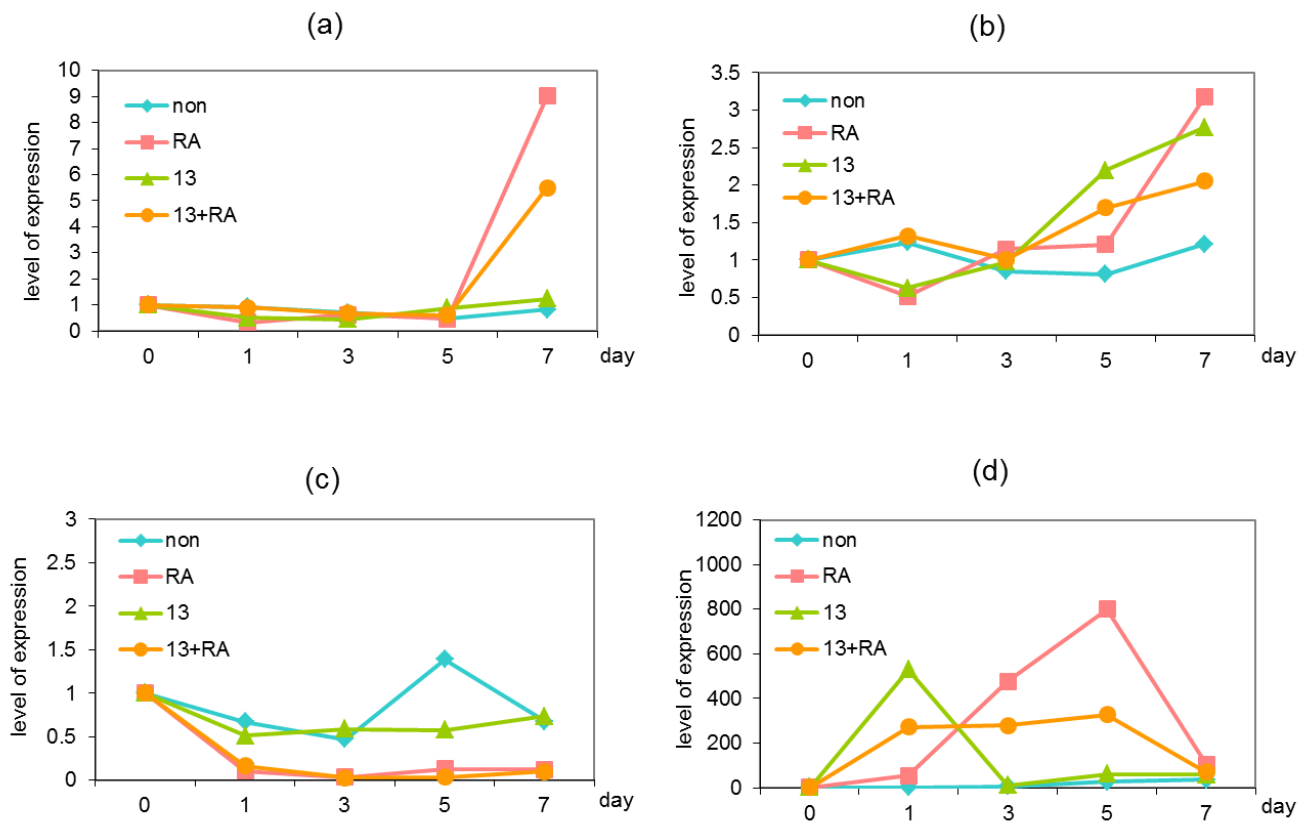 (a)
level of expression
10
9
8
7
6
5
4
3
2
1
0
non
RA
13
13+RA
0 1 3 5 7 day
(b)
level of expression
3.5
3
2.5
2
1.5
1
0.5
0
non
RA
13
13+RA
0 1 3 5 7 day
(c)
level of expression
3
2.5
2
1.5
1
0.5
0
non
RA
13
13+RA
0 1 3 5 7 day
(d)
level of expression
1200
1000
800
600
400
200
0
non
RA
13
13+RA
0 1 3 5 7 day